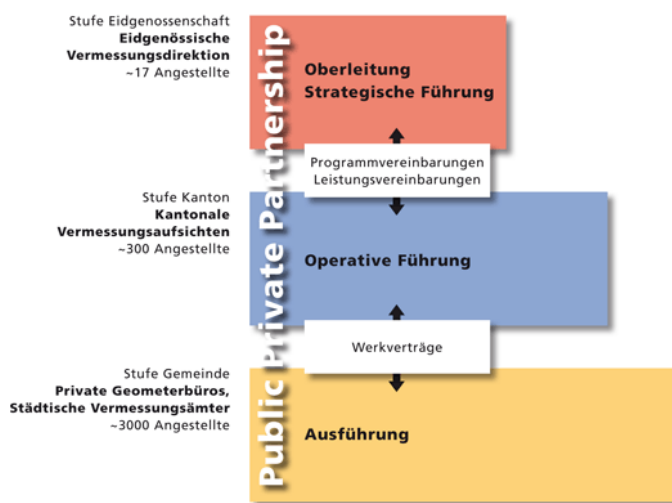 Stufe Eidgenossenschaft
Eidgenössische
Vermessungsdirektion
~17 Angestellte
Oberleitung
Strategische Führung
Programmvereinbarungen
Leistungsvereinbarungen
Stufe Kanton
Kantonale
Vermessungsaufsichten
~300 Angestellte
Operative Führung
Werkverträge
Stufe Gemeinde
Private Geometerbüros,
Städtische Vermessungsämter
~3000 Angestellte
Ausführung
Public Private Partnership